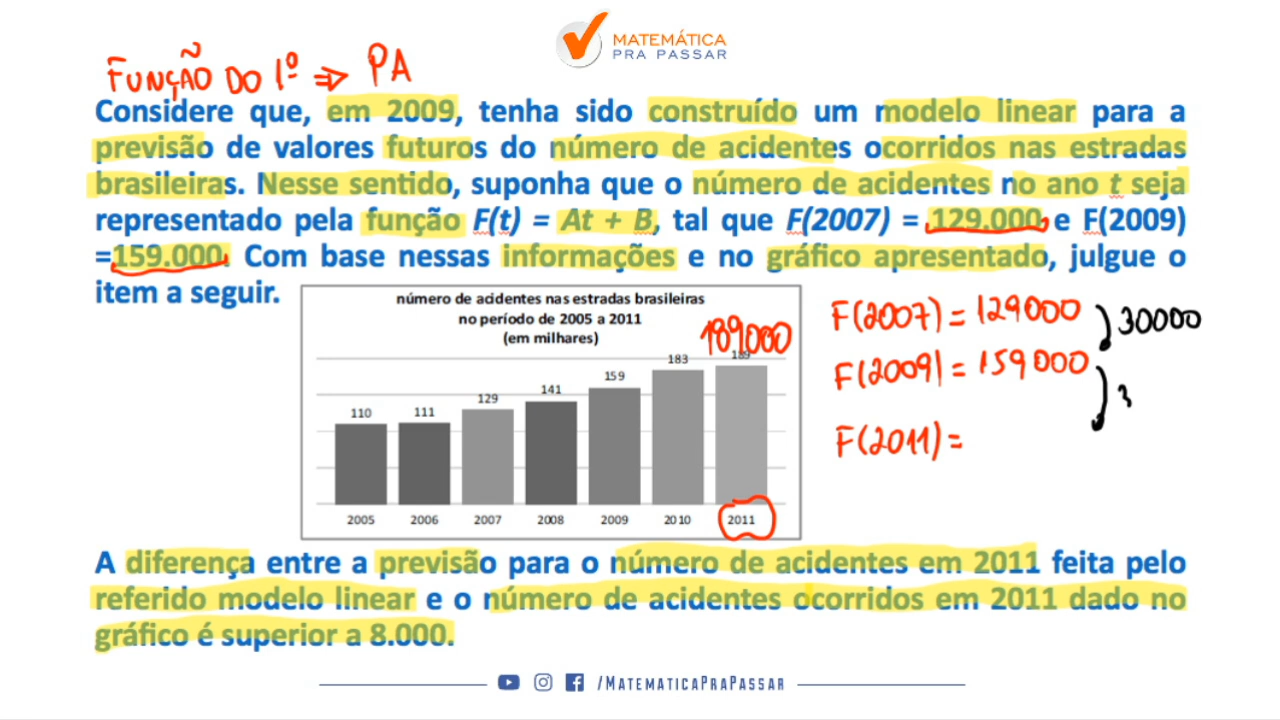 MATEMÁTICA
PRA PASSAR
FUNÇÃO DO 1º ⇒ PA
Considere que, em 2009, tenha sido construído um modelo linear para a
previsão de valores futuros do número de acidentes ocorridos nas estradas
brasileiras. Nesse sentido, suponha que o número de acidentes no ano t seja
representado pela função F(t) = At + B, tal que F(2007) = 129.000 e F(2009)
=159.000. Com base nessas informações e no gráfico apresentado, julgue o
item a seguir.
número de acidentes nas estradas brasileiras
no período de 2005 a 2011
(em milhares)
189.000
110 111 129 141 159 183 189
2005 2006 2007 2008 2009 2010 2011
F(2007) = 129000
30000
F(2009) = 159000
3
F(2011) =
A diferença entre a previsão para o número de acidentes em 2011 feita pelo
referido modelo linear e o número de acidentes ocorridos em 2011 dado no
gráfico é superior a 8.000.
/MATEMATICAPRAPASSAR